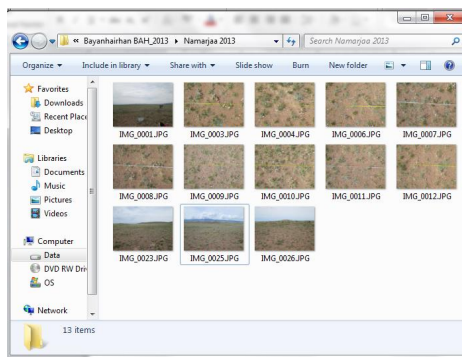 « Bayanhairhan BAH_2013 ▸ Namarjaa 2013
Search Namarjaa 2013
Organize Include in library Share with Slide show Burn New folder
Favorites
Downloads
Recent Place
Desktop
Libraries
Documents
Music
Pictures
Videos
Computer
Data
DVD RW Driv
OS
Network
IMG_0001.JPG IMG_0003.JPG IMG_0004.JPG IMG_0006.JPG IMG_0007.JPG
IMG_0008.JPG IMG_0009.JPG IMG_0010.JPG IMG_0011.JPG IMG_0012.JPG
IMG_0023.JPG IMG_0025.JPG IMG_0026.JPG
13 items